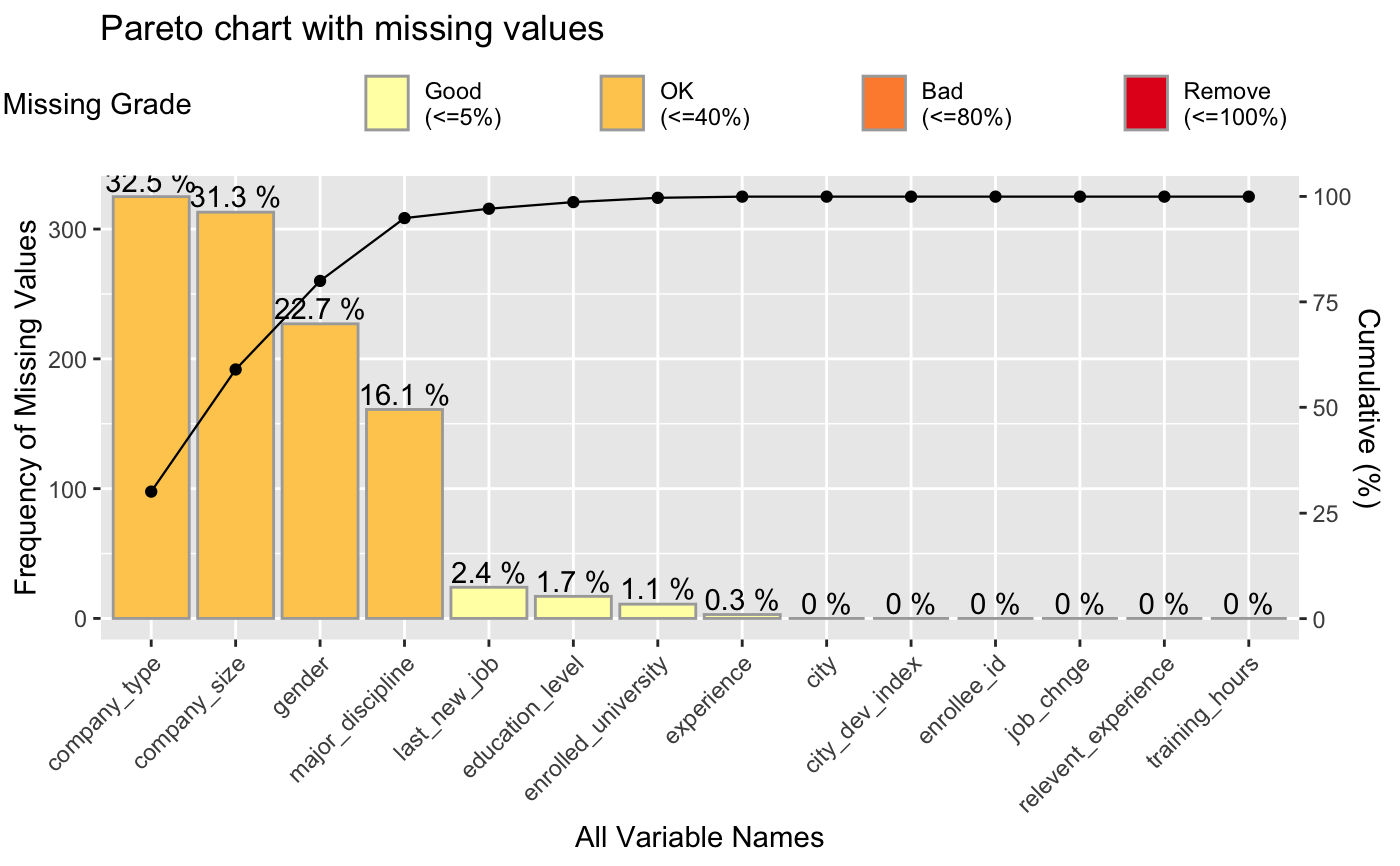 Pareto chart with missing values
Missing Grade
Good
(<=5%)
OK
(<=40%)
Bad
(<=80%)
Remove
(<=100%)
32.5 %
31.3 %
22.7 %
16.1 %
2.4 %
1.7 %
1.1 %
0.3 %
0 %
0 %
0 %
0 %
0 %
0 %
Frequency of Missing Values
300
200
100
0
100
75
50
25
0
Cumulative (%)
company_type
company_size
gender
major_discipline
last_new_job
education_level
enrolled_university
experience
city
city_dev_index
enrollee_id
job_chnge
relevent_experience
training_hours
All Variable Names